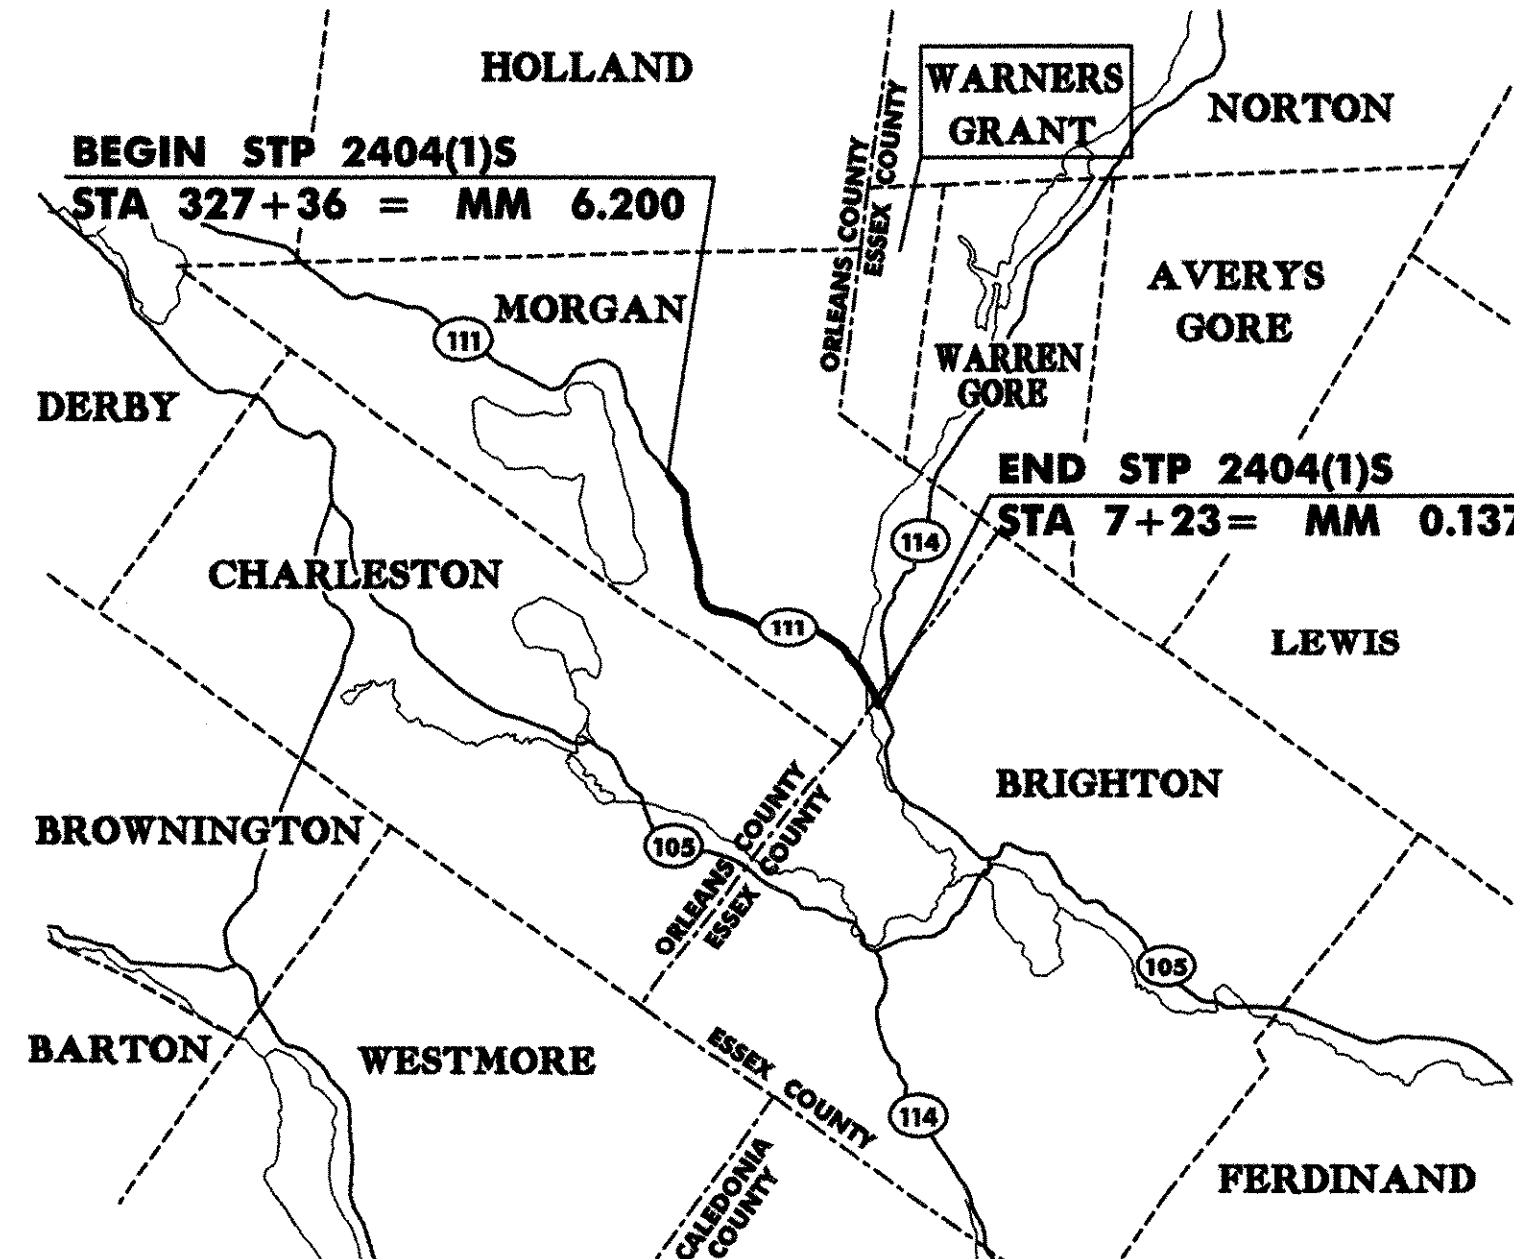 HOLLAND
WARNERS
GRANT
NORTON
BEGIN STP 2404(1)S
STA 327+36 = MM 6.200
ORLEANS COUNTY
ESSEX COUNTY
MORGAN
AVERYS
GORE
111
WARREN
GORE
DERBY
END STP 2404(1)S
STA 7+23= MM 0.137
114
CHARLESTON
111
LEWIS
BRIGHTON
BROWNINGTON
105
ORLEANS COUNTY
ESSEX COUNTY
105
BARTON
WESTMORE
ESSEX COUNTY
114
CALEDONIA
COUNTY
FERDINAND